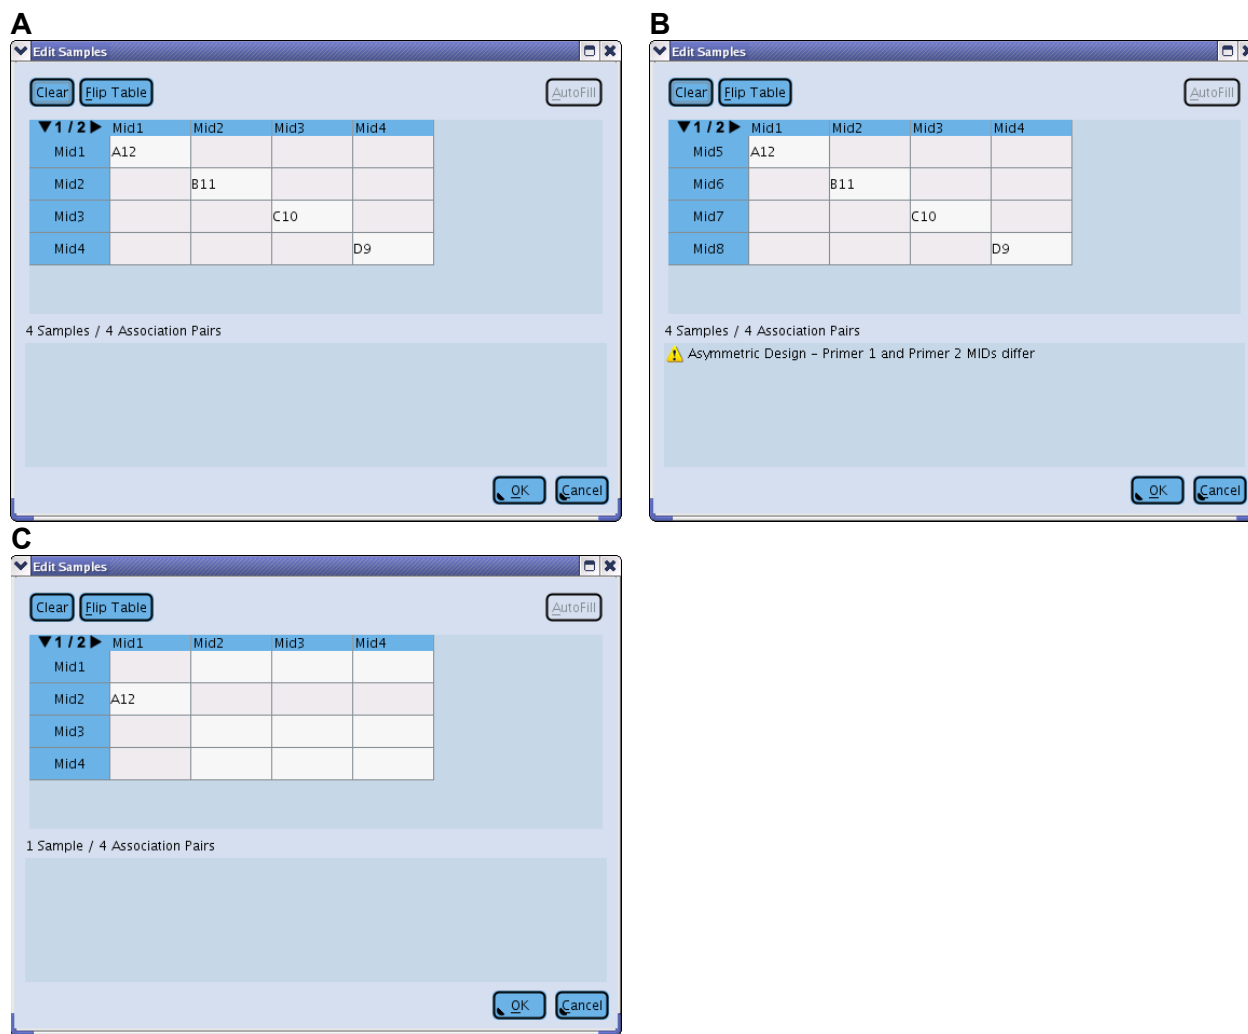 A
Edit Samples
Clear Flip Table AutoFill
▼1 / 2▶ Mid1 Mid2 Mid3 Mid4
Mid1 A12
Mid2 B11
Mid3 C10
Mid4 D9
4 Samples / 4 Association Pairs
OK Cancel
B
Edit Samples
Clear Flip Table AutoFill
▼1 / 2▶ Mid1 Mid2 Mid3 Mid4
Mid5 A12
Mid6 B11
Mid7 C10
Mid8 D9
4 Samples / 4 Association Pairs
Asymmetric Design - Primer 1 and Primer 2 MIDs differ
OK Cancel
C
Edit Samples
Clear Flip Table AutoFill
▼1 / 2▶ Mid1 Mid2 Mid3 Mid4
Mid1
Mid2 A12
Mid3
Mid4
1 Sample / 4 Association Pairs
OK Cancel